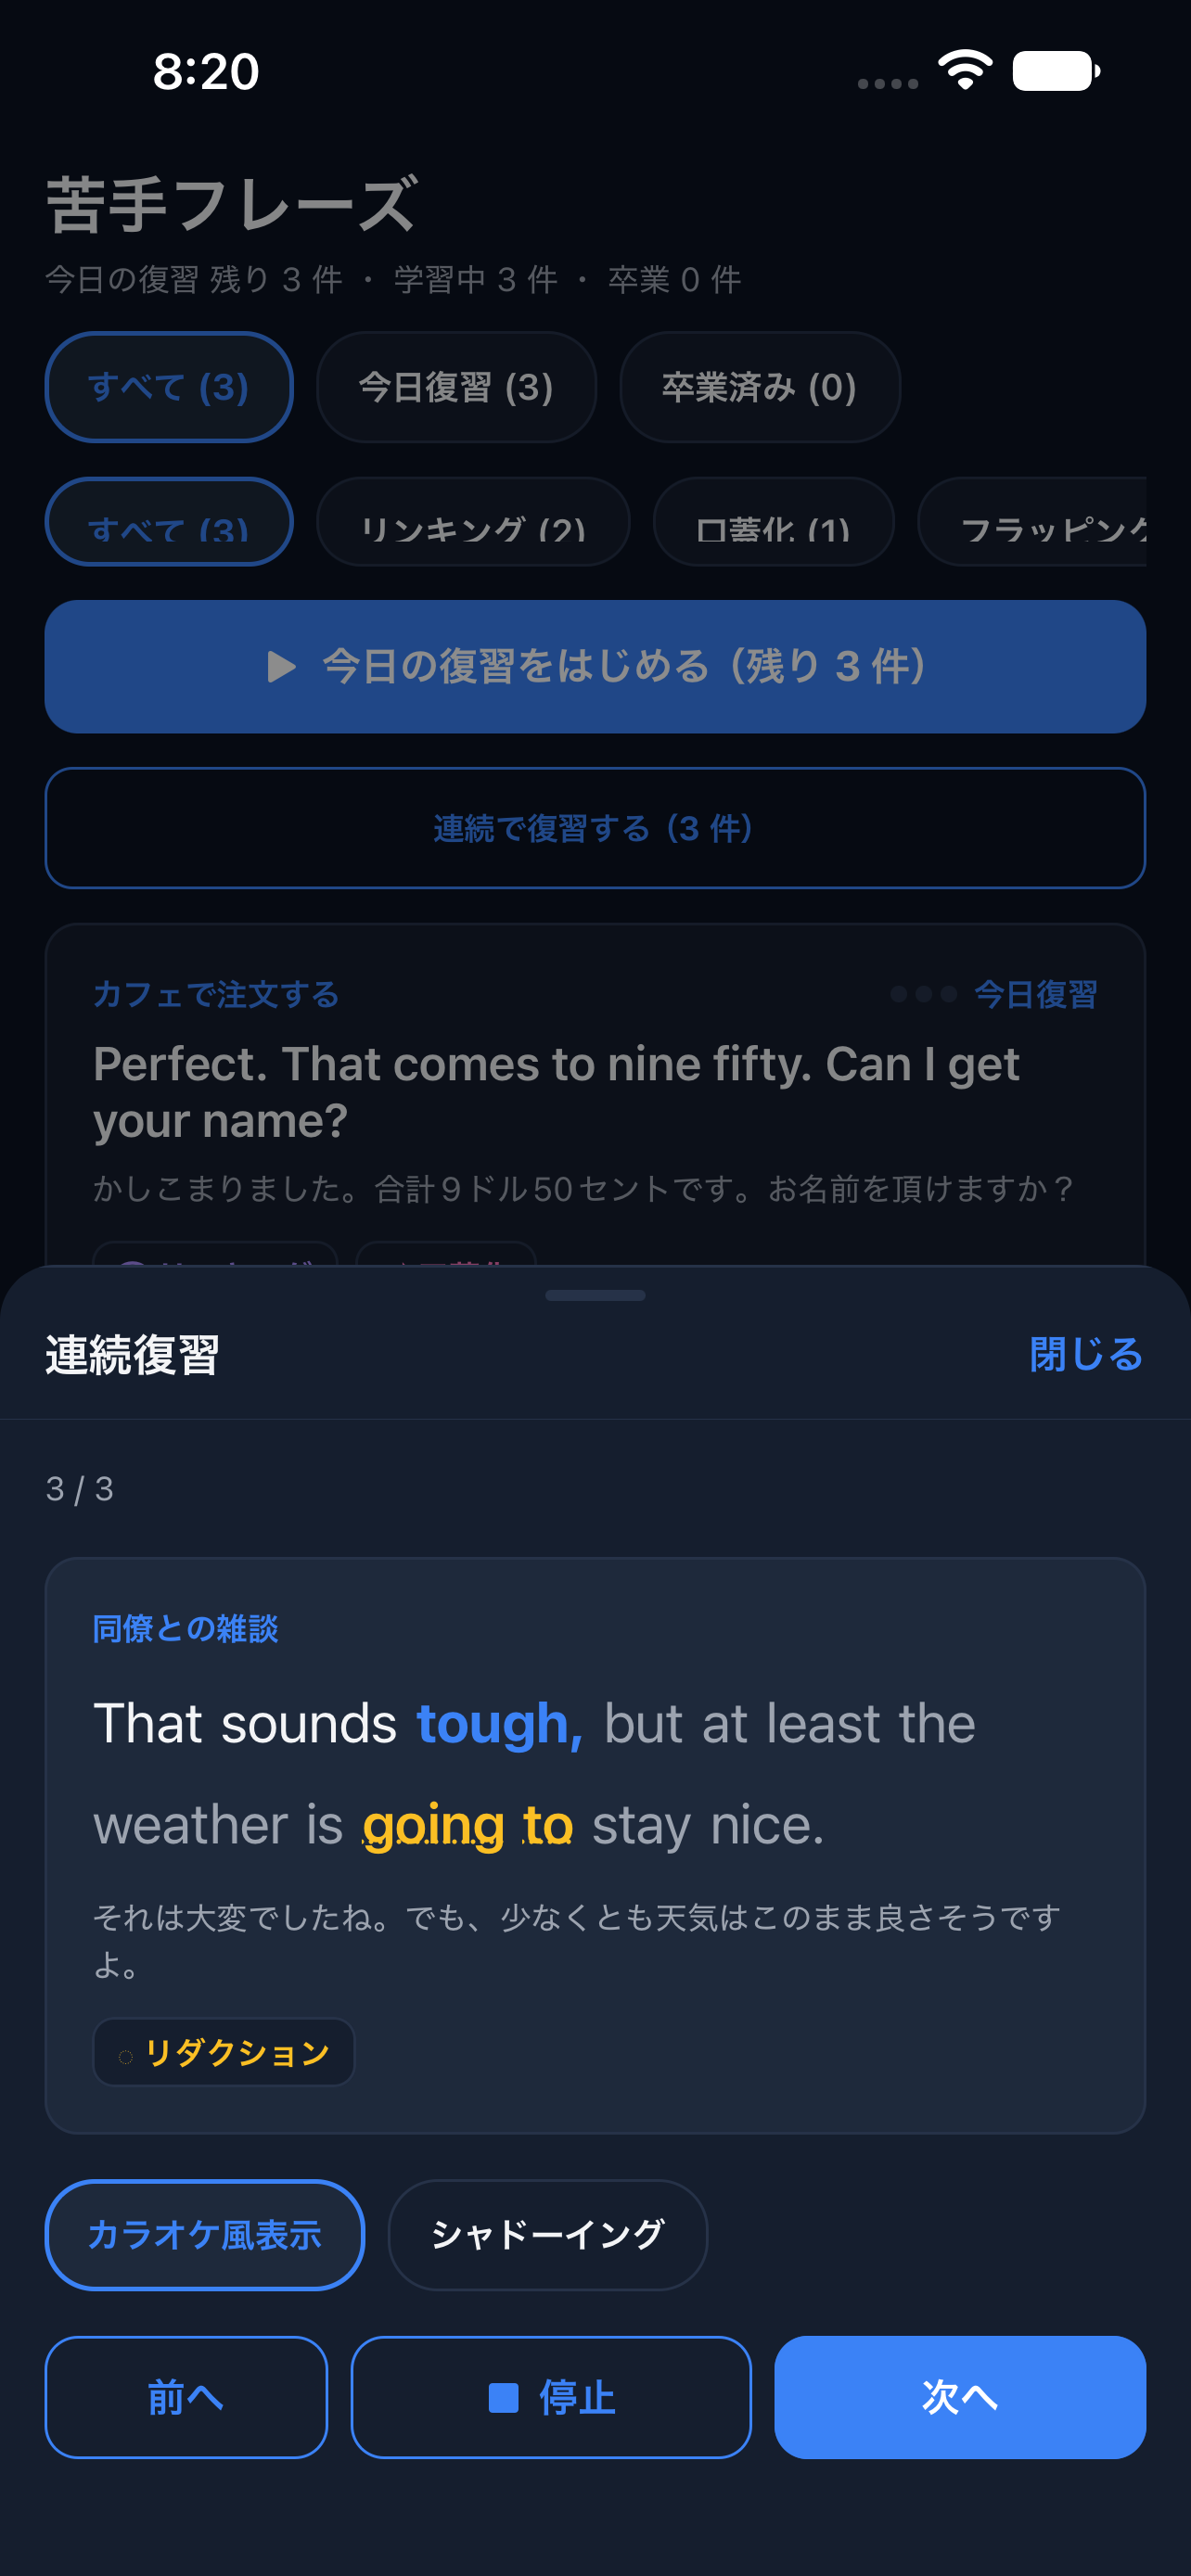 8:20
苦手フレーズ
今日の復習 残り 3 件 ・ 学習中 3 件 ・ 卒業 0 件
すべて (3) 今日復習 (3) 卒業済み (0)
すべて (3) リンキング (2) 口蓋化 (1) フラッピング
▶ 今日の復習をはじめる（残り 3 件）
連続で復習する（3 件）
カフェで注文する 今日復習
Perfect. That comes to nine fifty. Can I get
your name?
かしこまりました。合計9ドル50セントです。お名前を頂けますか？
連続復習 閉じる
3 / 3
同僚との雑談
That sounds tough, but at least the
weather is going to stay nice.
それは大変でしたね。でも、少なくとも天気はこのまま良さそうです
よ。
リダクション
カラオケ風表示 シャドーイング
前へ ■ 停止 次へ